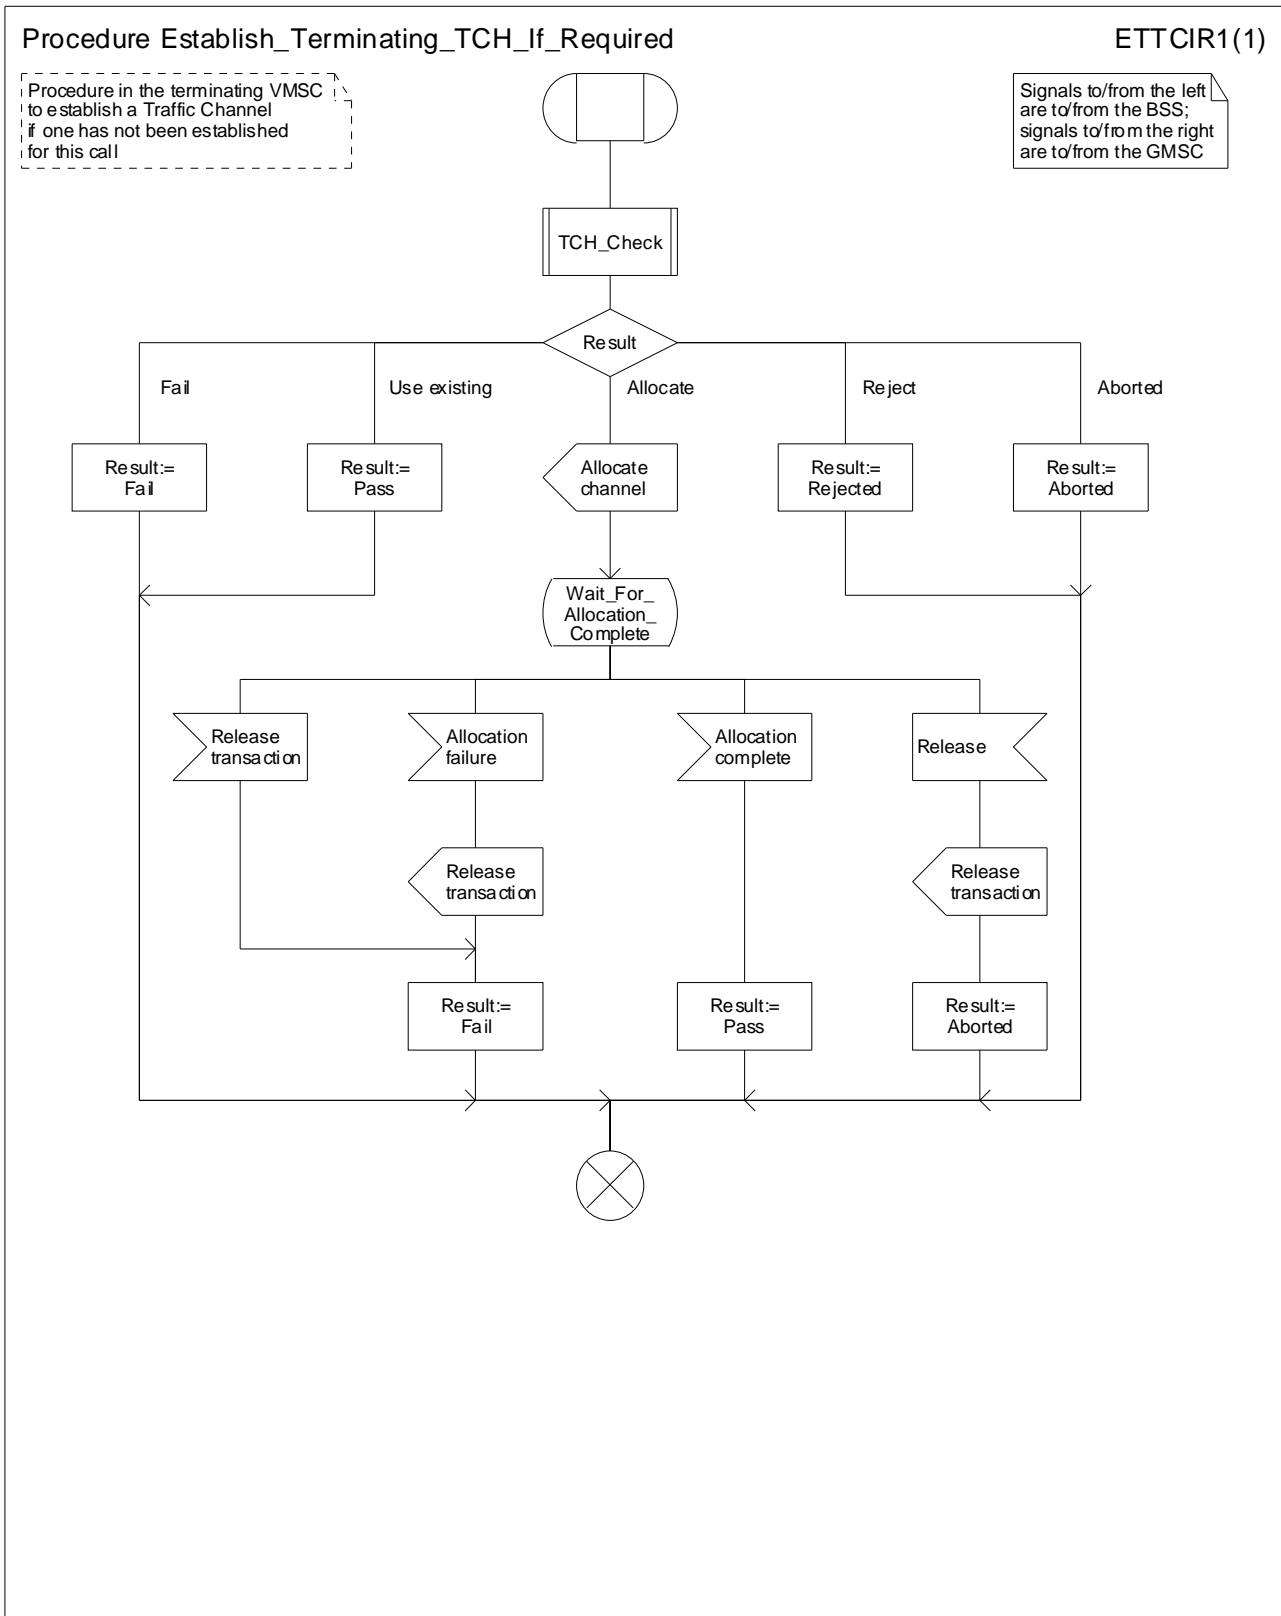 Procedure Establish_Terminating_TCH_If_Required
ETTCIR1(1)
Procedure in the terminating VMSC
to establish a Traffic Channel
if one has not been established
for this call
Signals to/from the left
are to/from the BSS;
signals to/from the right
are to/from the GMSC
TCH_Check
Result
Fail
Use existing
Allocate
Reject
Aborted
Result:=
Fail
Result:=
Pass
Allocate
channel
Result:=
Rejected
Result:=
Aborted
Wait_For_
Allocation_
Complete
Release
transaction
Allocation
failure
Allocation
complete
Release
Release
transaction
Release
transaction
Result:=
Fail
Result:=
Pass
Result:=
Aborted